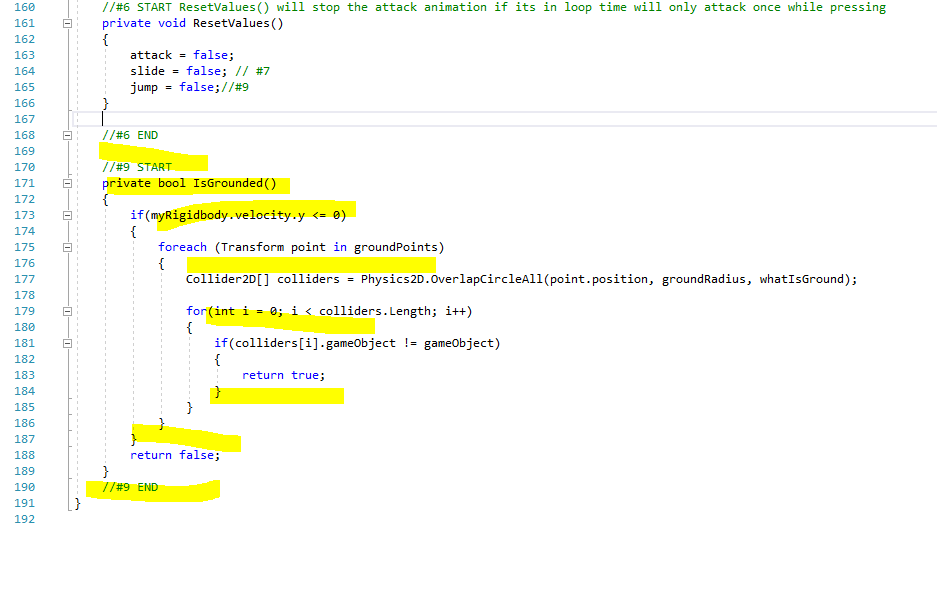 160 //#6 START ResetValues() will stop the attack animation if its in loop time will only attack once while pressing
161 private void ResetValues()
162 {
163 attack = false;
164 slide = false; // #7
165 jump = false;//#9
166 }
167
168 //#6 END
169
170 //#9 START
171 private bool IsGrounded()
172 {
173 if(myRigidbody.velocity.y <= 0)
174 {
175 foreach (Transform point in groundPoints)
176 {
177 Collider2D[] colliders = Physics2D.OverlapCircleAll(point.position, groundRadius, whatIsGround);
178
179 for(int i = 0; i < colliders.Length; i++)
180 {
181 if(colliders[i].gameObject != gameObject)
182 {
183 return true;
184 }
185 }
186 }
187 }
188 return false;
189 }
190 //#9 END
191 }
192